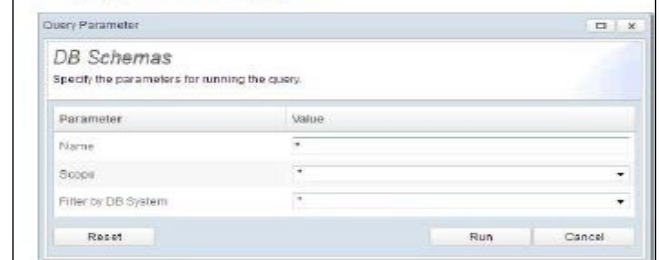 Query Parameter
DB Schemas
Specify the parameters for running the query.
Parameter Value
Name *
Scope *
Filter by DB System *
Reset Run Cancel